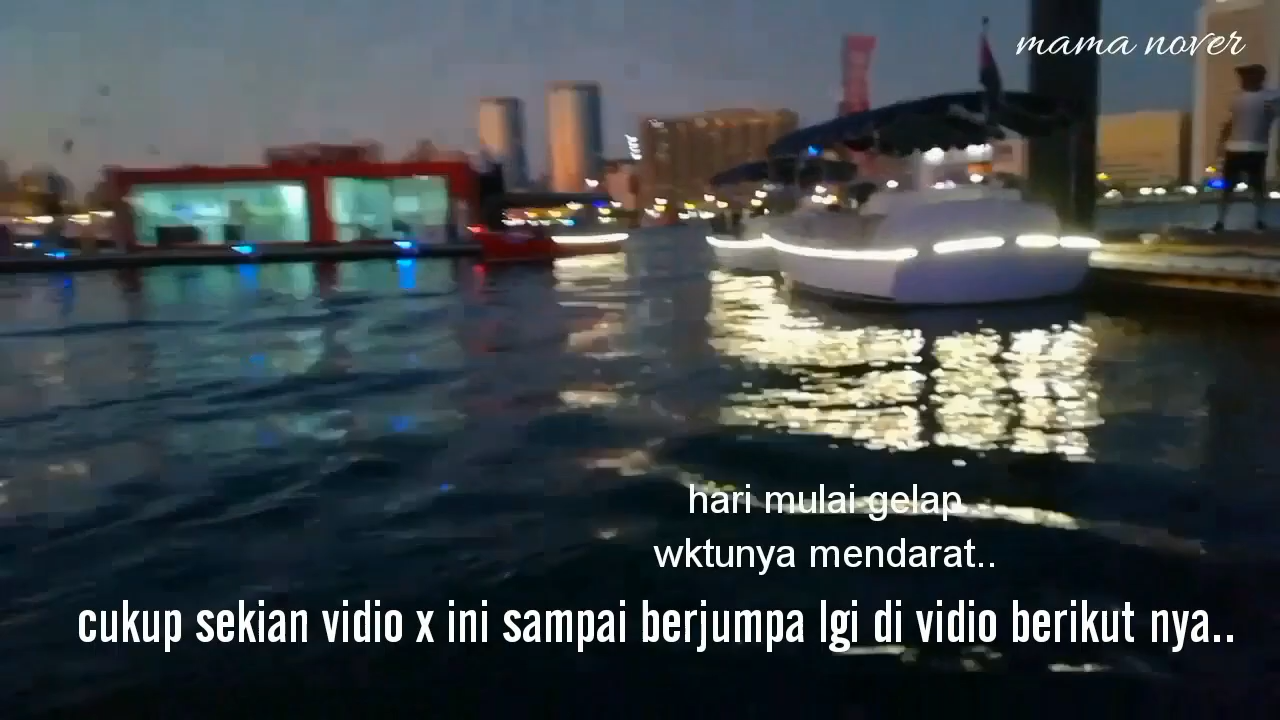 mama nover
hari mulai gelap
wktunya mendarat..
cukup sekian vidio x ini sampai berjumpa lgi di vidio berikut nya..